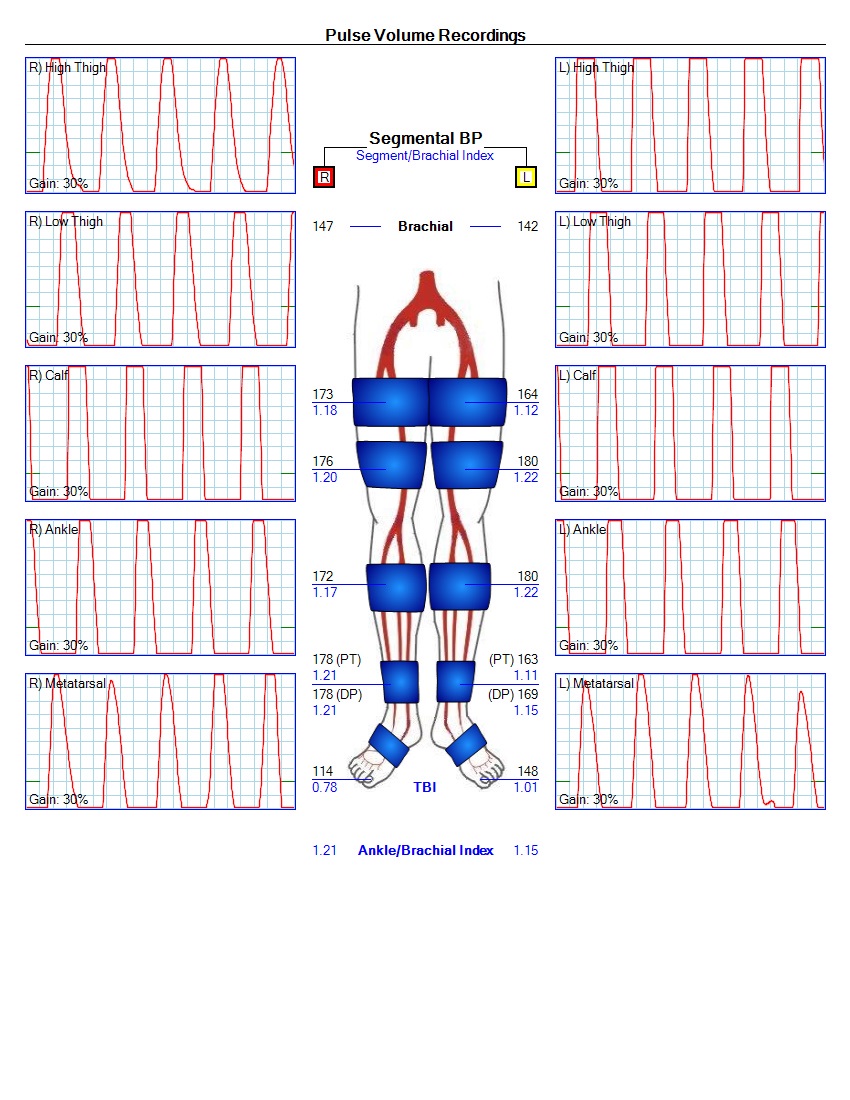 Pulse Volume Recordings
R) High Thigh
Gain: 30%
R) Low Thigh
Gain: 30%
R) Calf
Gain: 30%
R) Ankle
Gain: 30%
R) Metatarsal
Gain: 30%
Segmental BP
Segment/Brachial Index
R L
147 Brachial 142
173 164
1.18 1.12
176 180
1.20 1.22
172 180
1.17 1.22
178 (PT) (PT) 163
1.21 1.11
178 (DP) (DP) 169
1.21 1.15
114 148
0.78 TBI 1.01
1.21 Ankle/Brachial Index 1.15
L) High Thigh
Gain: 30%
L) Low Thigh
Gain: 30%
L) Calf
Gain: 30%
L) Ankle
Gain: 30%
L) Metatarsal
Gain: 30%